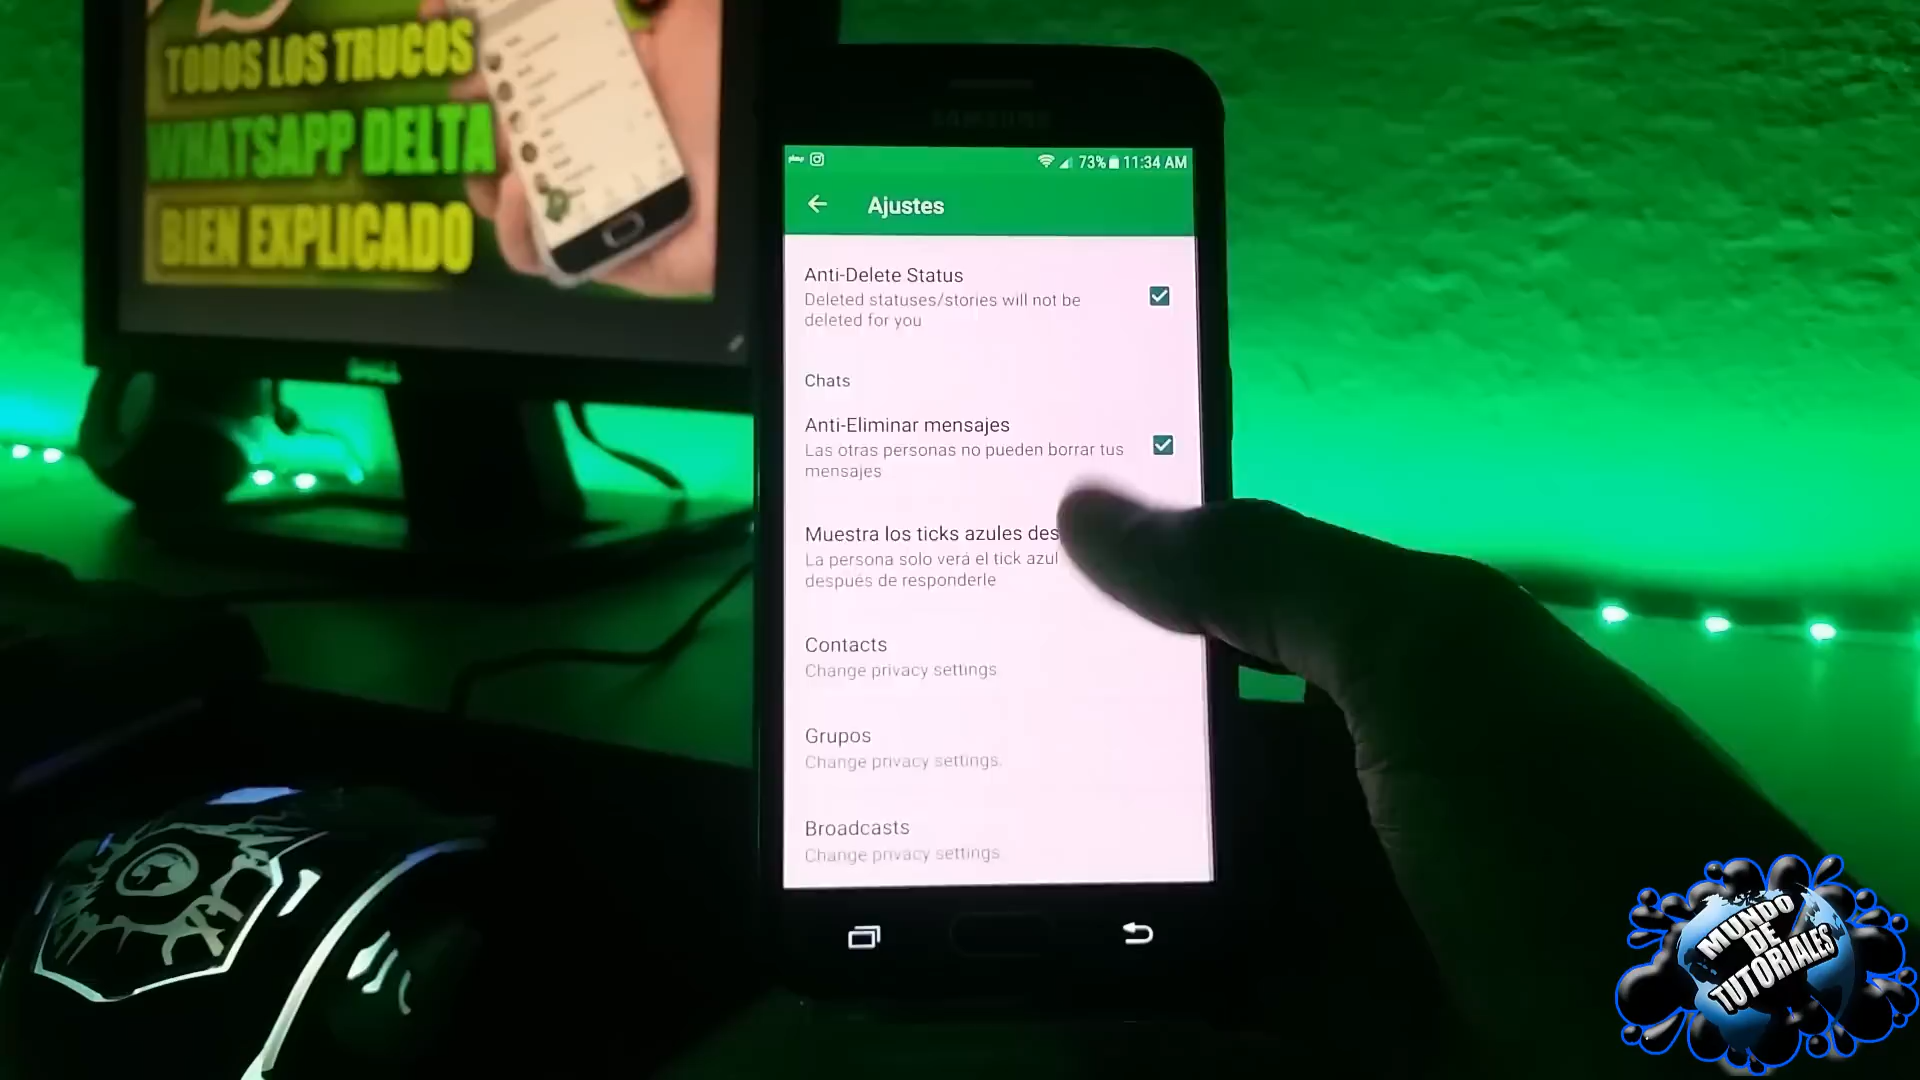 TODOS LOS TRUCOS
WHATSAPP DELTA
BIEN EXPLICADO
DELL
SAMSUNG
73% 11:34 AM
Ajustes
Anti-Delete Status
Deleted statuses/stories will not be
deleted for you
Chats
Anti-Eliminar mensajes
Las otras personas no pueden borrar tus
mensajes
Muestra los ticks azules des
La persona solo verá el tick azul
después de responderle
Contacts
Change privacy settings
Grupos
Change privacy settings.
Broadcasts
Change privacy settings.
MUNDO
DE
TUTORIALES